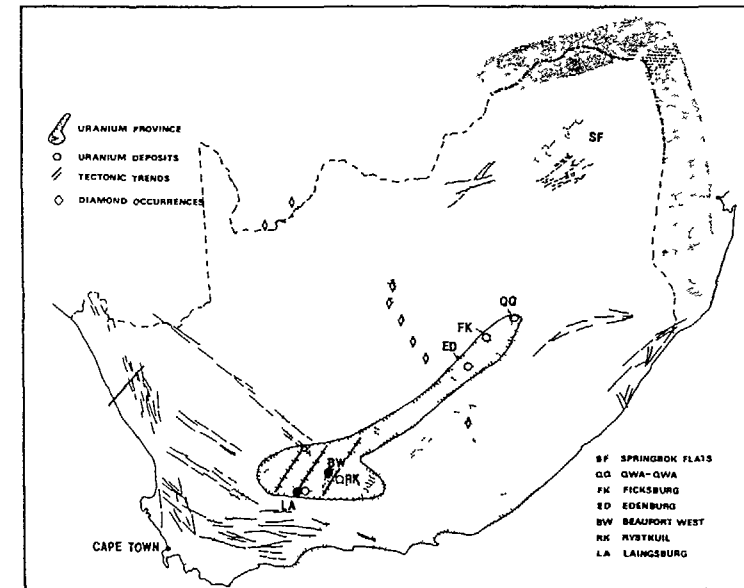 URANIUM PROVINCE
URANIUM DEPOSITS
TECTONIC TRENDS
DIAMOND OCCURRENCES
SF
QQ
FK
ED
BW
RK
LA
CAPE TOWN
SF SPRINGBOK FLATS
QQ QWA-QWA
FK FICKSBURG
ED EDENBURG
BW BEAUFORT WEST
RK RYSTKUIL
LA LAINGSBURG